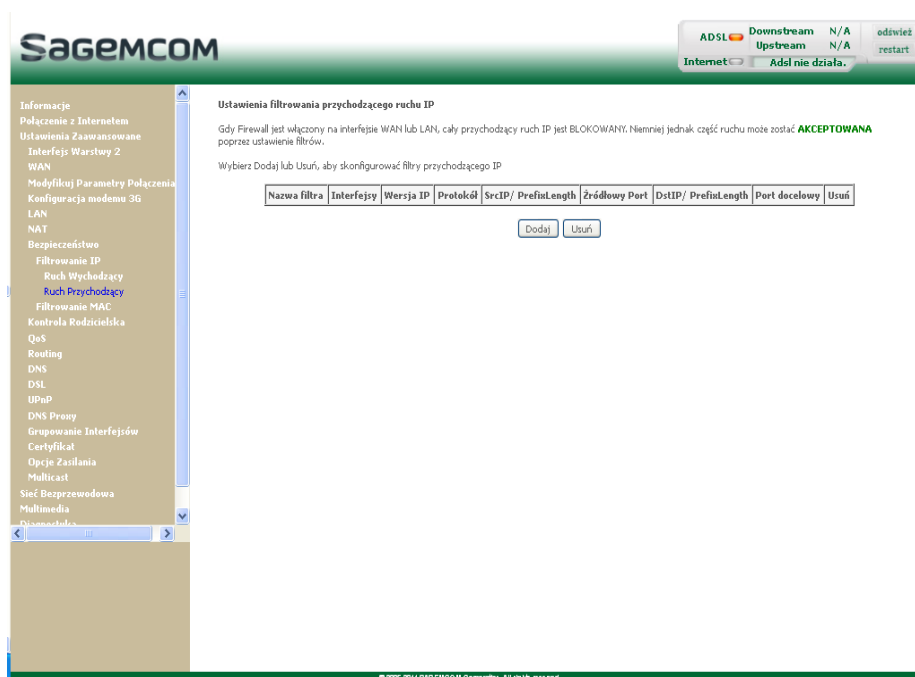 Sagemcom
ADSL Downstream N/A
Upstream N/A
Internet Adsl nie działa.
odśwież
restart
Informacje
Połączenie z Internetem
Ustawienia Zaawansowane
Interfejs Warstwy 2
WAN
Modyfikuj Parametry Połączenia
Konfiguracja modemu 3G
LAN
NAT
Bezpieczeństwo
Filtrowanie IP
Ruch Wychodzący
Ruch Przychodzący
Filtrowanie MAC
Kontrola Rodzicielska
QoS
Routing
DNS
DSL
UPnP
DNS Proxy
Grupowanie Interfejsów
Certyfikat
Opcje Zasilania
Multicast
Sieć Bezprzewodowa
Multimedia
Ustawienia filtrowania przychodzącego ruchu IP
Gdy Firewall jest włączony na interfejsie WAN lub LAN, cały przychodzący ruch IP jest BLOKOWANY. Niemniej jednak część ruchu może zostać AKCEPTOWANA
poprzez ustawienie filtrów.
Wybierz Dodaj lub Usuń, aby skonfigurować filtry przychodzącego IP
Nazwa filtra Interfejsy Wersja IP Protokół SrcIP/ PrefixLength Źródłowy Port DstIP/ PrefixLength Port docelowy Usuń
Dodaj Usuń